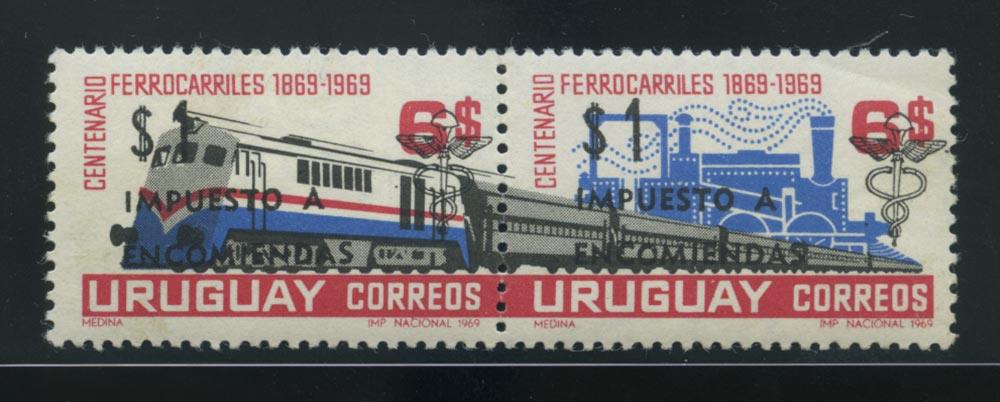 CENTENARIO
FERROCARRILES 1869-1969
6$
$ 1
IMPUESTO A
ENCOMIENDAS
URUGUAY CORREOS
MEDINA IMP NACIONAL 1969
CENTENARIO
FERROCARRILES 1869-1969
6$
$ 1
IMPUESTO A
ENCOMIENDAS
URUGUAY CORREOS
MEDINA IMP NACIONAL 1969